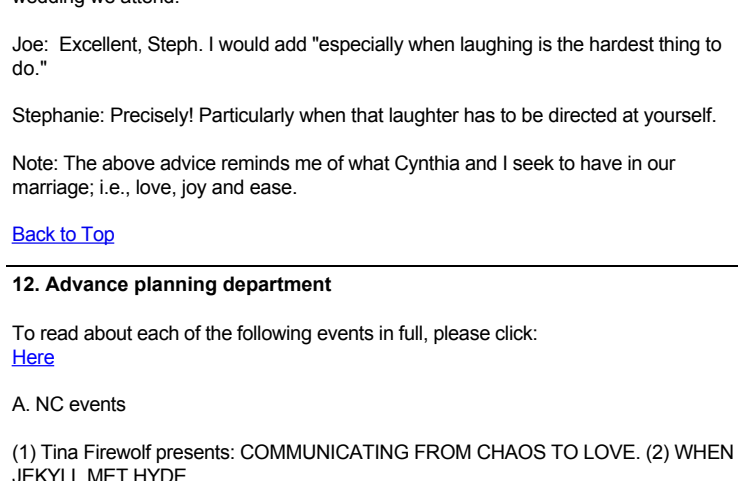 wedding we attend.
Joe:  Excellent, Steph. I would add "especially when laughing is the hardest thing to
do."
Stephanie: Precisely! Particularly when that laughter has to be directed at yourself.
Note: The above advice reminds me of what Cynthia and I seek to have in our
marriage; i.e., love, joy and ease.
Back to Top
12. Advance planning department
To read about each of the following events in full, please click:
Here
A. NC events
(1) Tina Firewolf presents: COMMUNICATING FROM CHAOS TO LOVE. (2) WHEN
JEKYLL MET HYDE